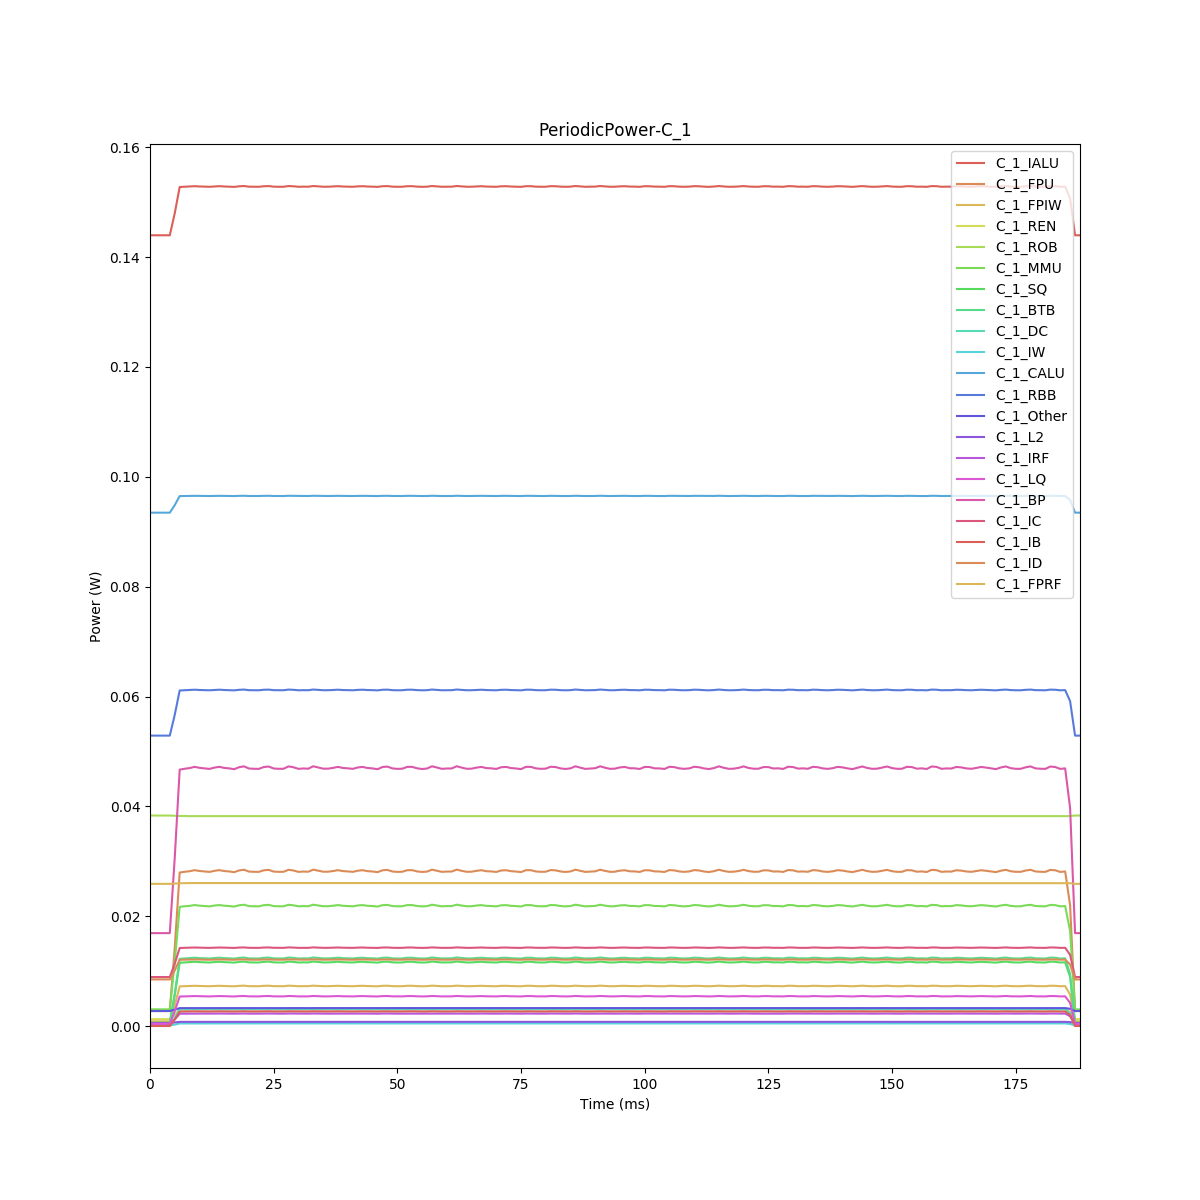 PeriodicPower-C_1
0.16
0.14
0.12
0.10
0.08
0.06
0.04
0.02
0.00
Power (W)
0 25 50 75 100 125 150 175
Time (ms)
C_1_IALU
C_1_FPU
C_1_FPIW
C_1_REN
C_1_ROB
C_1_MMU
C_1_SQ
C_1_BTB
C_1_DC
C_1_IW
C_1_CALU
C_1_RBB
C_1_Other
C_1_L2
C_1_IRF
C_1_LQ
C_1_BP
C_1_IC
C_1_IB
C_1_ID
C_1_FPRF